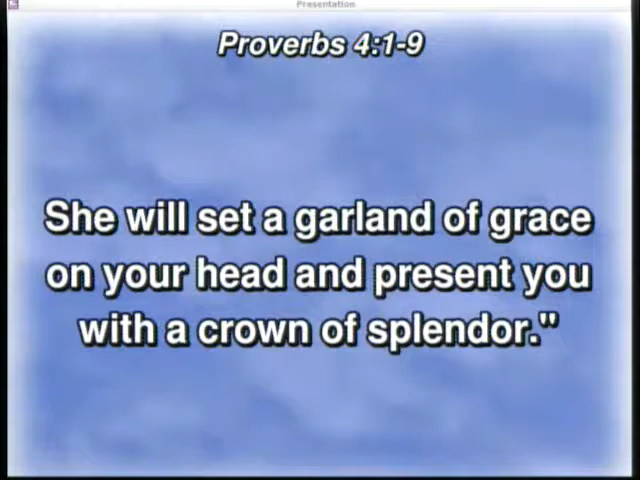 Presentation
Proverbs 4:1-9
She will set a garland of grace
on your head and present you
with a crown of splendor."